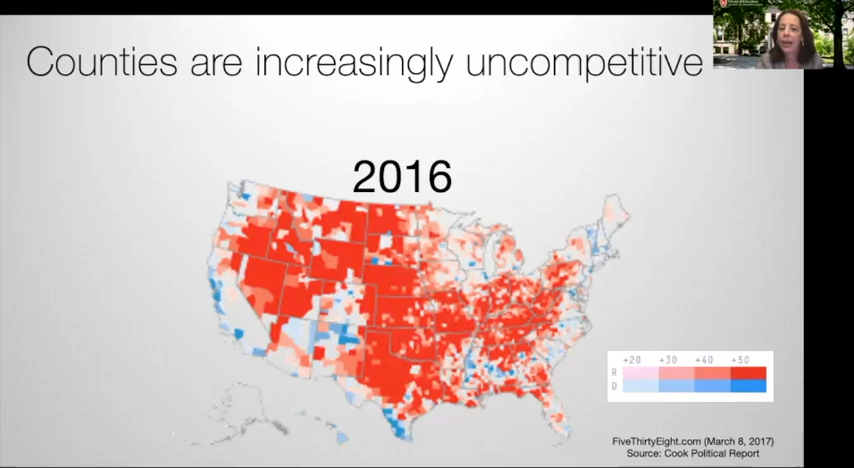 Counties are increasingly uncompetitive
2016
+20 +30 +40 +50
R
D
FiveThirtyEight.com (March 8, 2017)
Source: Cook Political Report